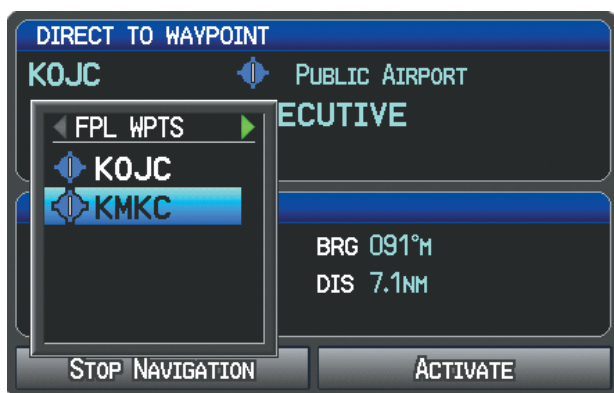 DIRECT TO WAYPOINT
KOJC PUBLIC AIRPORT
ECUTIVE
FPL WPTS
KOJC
KMKC
BRG 091°M
DIS 7.1NM
STOP NAVIGATION ACTIVATE